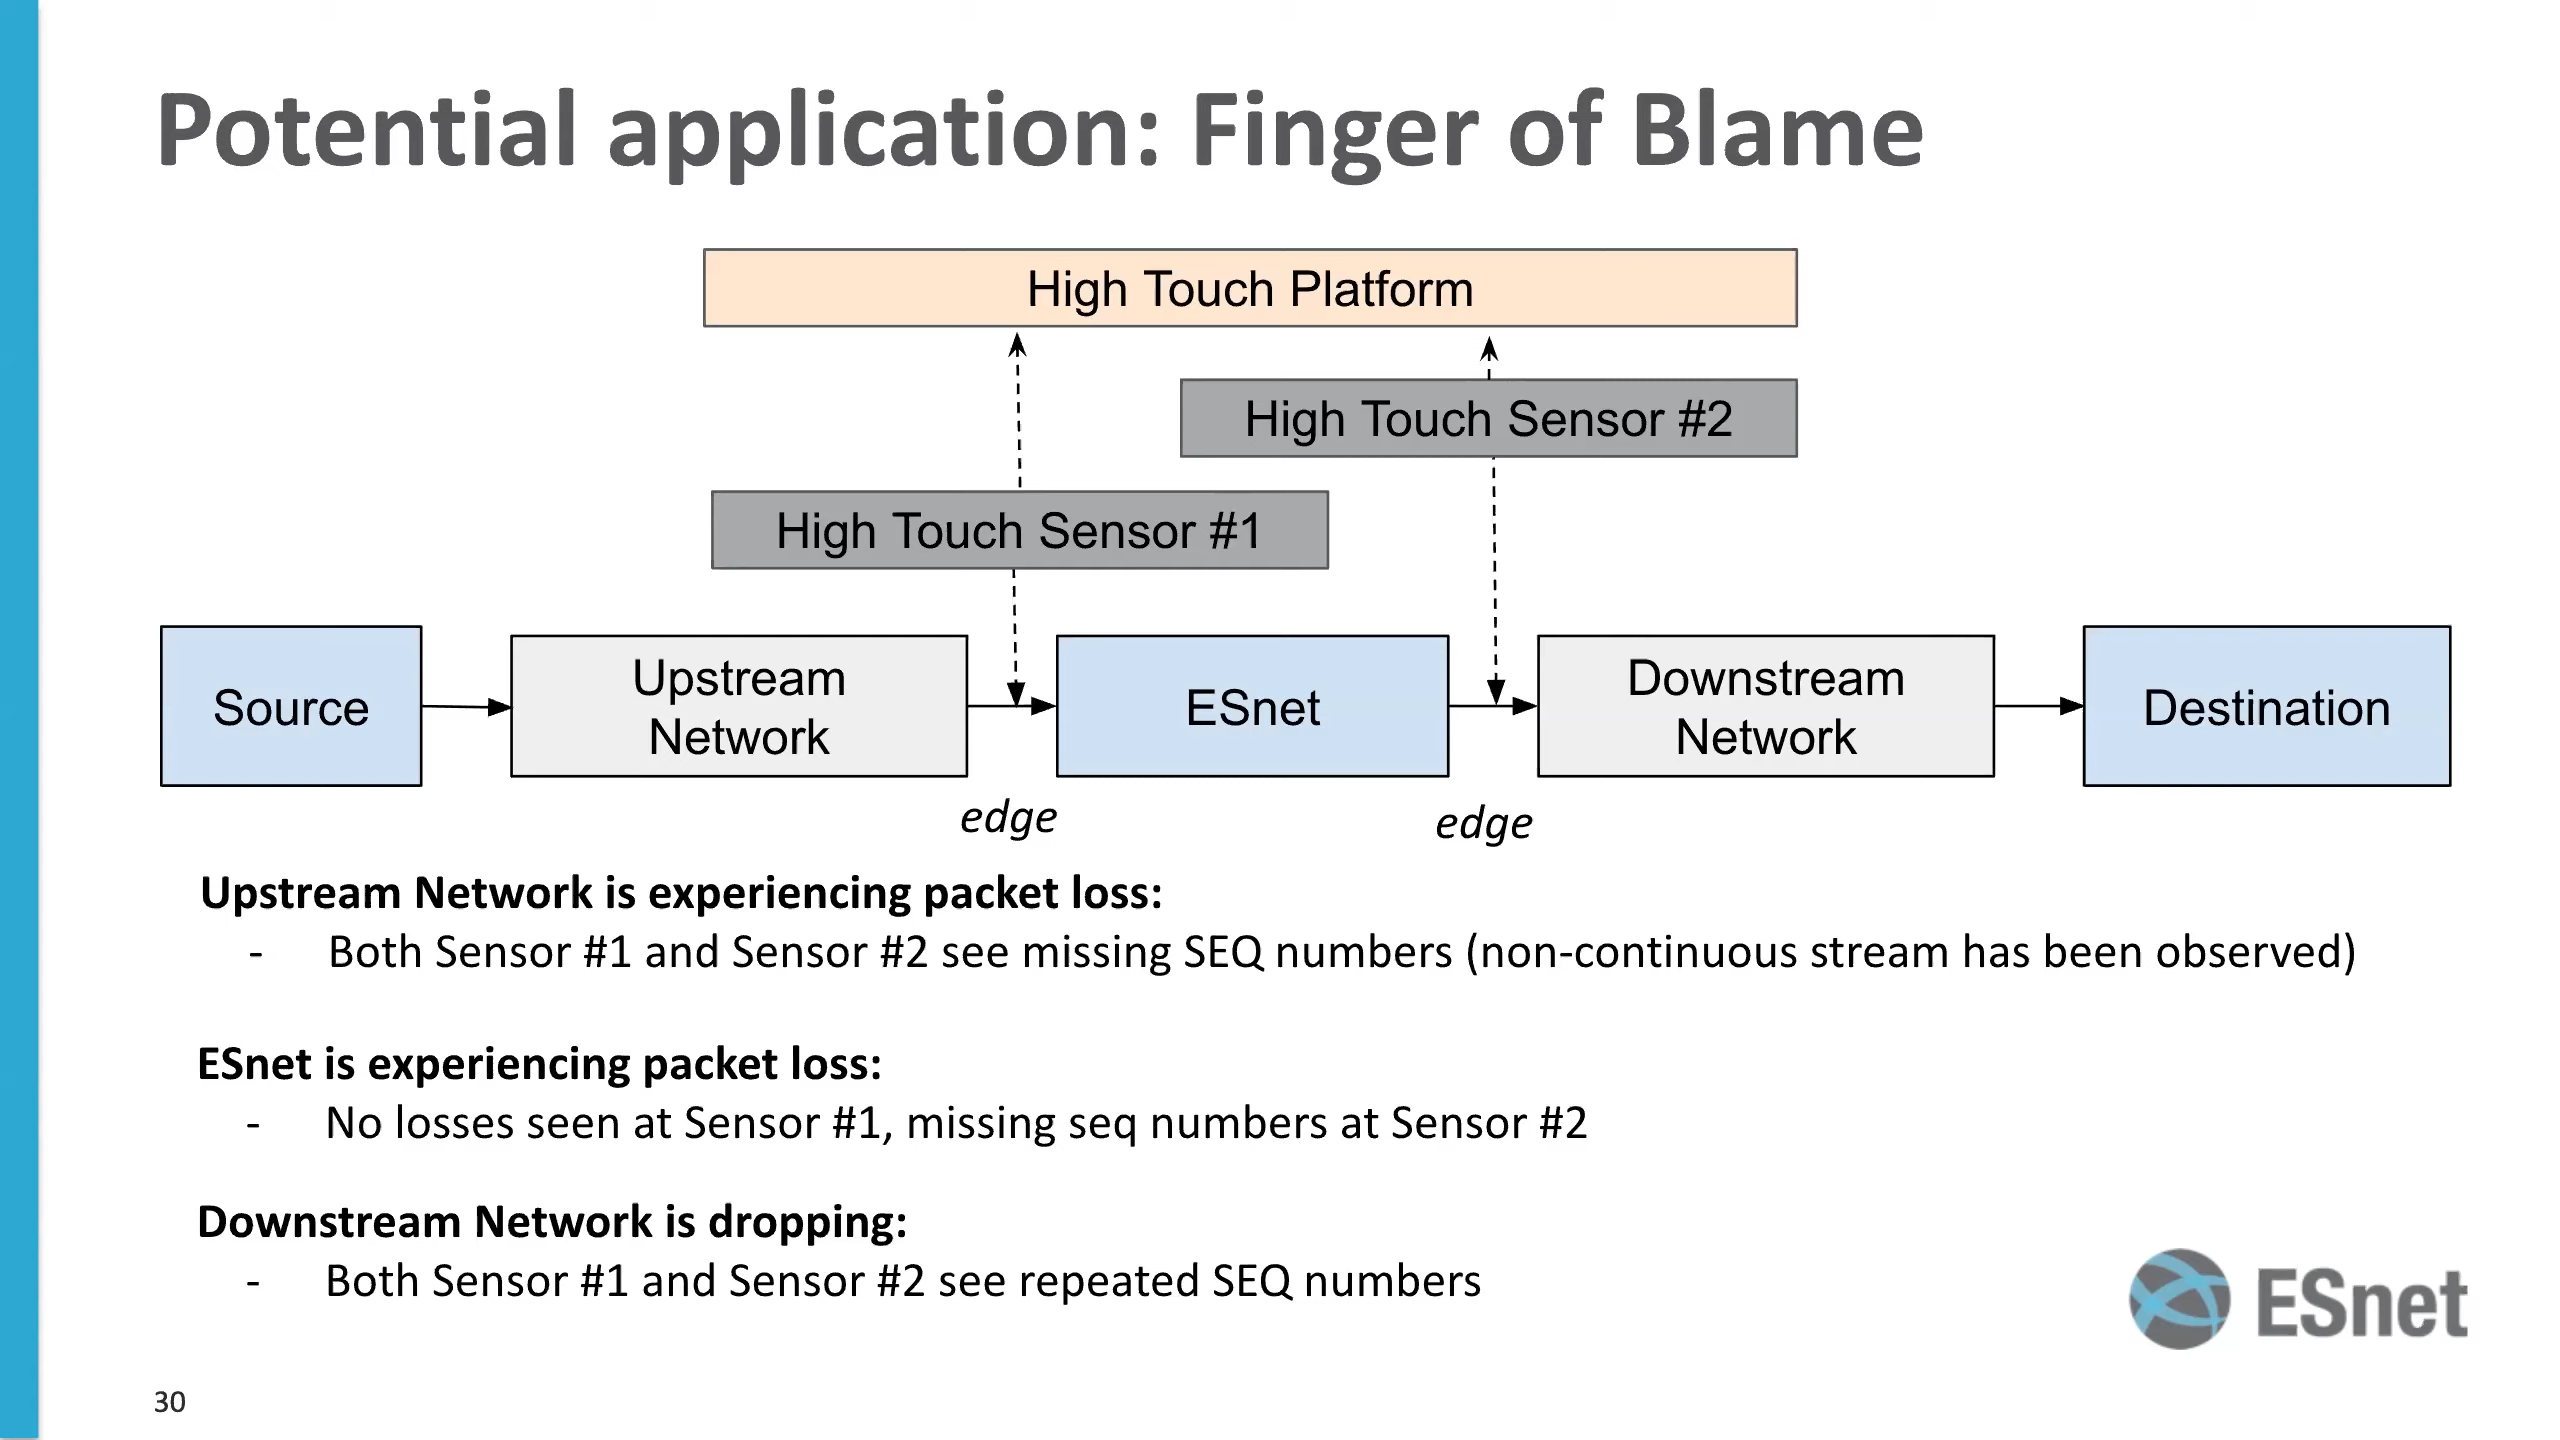 Potential application: Finger of Blame
High Touch Platform
High Touch Sensor #2
High Touch Sensor #1
Source
Upstream
Network
ESnet
Downstream
Network
Destination
edge
edge
Upstream Network is experiencing packet loss:
- Both Sensor #1 and Sensor #2 see missing SEQ numbers (non-continuous stream has been observed)
ESnet is experiencing packet loss:
- No losses seen at Sensor #1, missing seq numbers at Sensor #2
Downstream Network is dropping:
- Both Sensor #1 and Sensor #2 see repeated SEQ numbers
ESnet
30